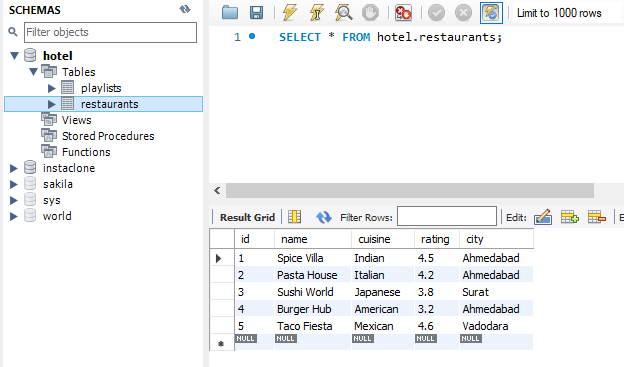 SCHEMAS
Filter objects
hotel
Tables
playlists
restaurants
Views
Stored Procedures
Functions
instaclone
sakila
sys
world
Limit to 1000 rows
1 SELECT * FROM hotel.restaurants;
Result Grid Filter Rows: Edit: E
id name cuisine rating city
1 Spice Villa Indian 4.5 Ahmedabad
2 Pasta House Italian 4.2 Ahmedabad
3 Sushi World Japanese 3.8 Surat
4 Burger Hub American 3.2 Ahmedabad
5 Taco Fiesta Mexican 4.6 Vadodara
NULL NULL NULL NULL NULL